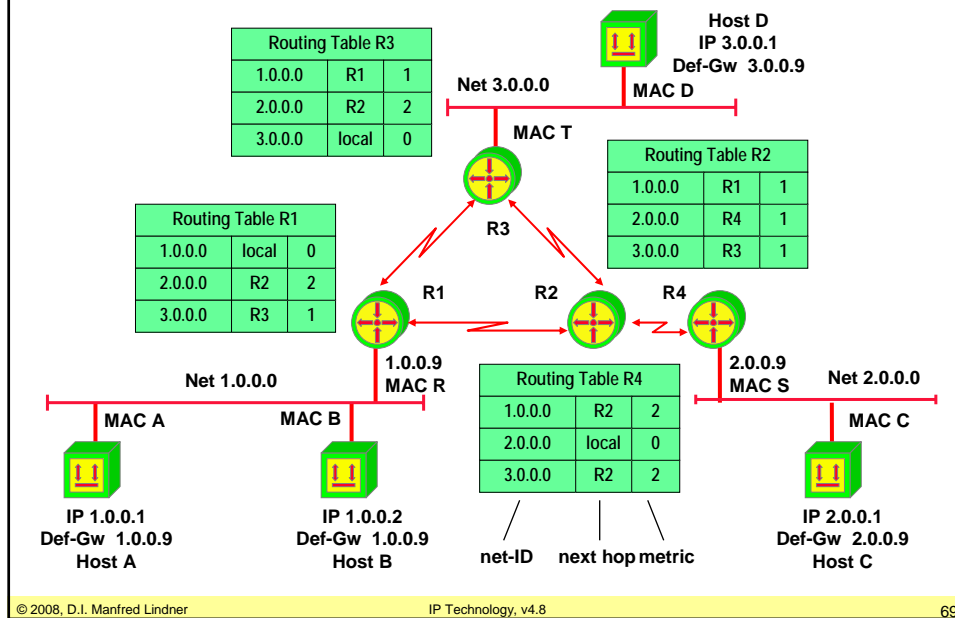 Host D
IP 3.0.0.1
Def-Gw 3.0.0.9
Routing Table R3
1.0.0.0 R1 1
2.0.0.0 R2 2
3.0.0.0 local 0
Net 3.0.0.0
MAC D
MAC T
R3
Routing Table R2
1.0.0.0 R1 1
2.0.0.0 R4 1
3.0.0.0 R3 1
Routing Table R1
1.0.0.0 local 0
2.0.0.0 R2 2
3.0.0.0 R3 1
R1
R2
R4
1.0.0.9
MAC R
Net 1.0.0.0
MAC A
MAC B
2.0.0.9
MAC S
Net 2.0.0.0
MAC C
Routing Table R4
1.0.0.0 R2 2
2.0.0.0 local 0
3.0.0.0 R2 2
net-ID next hop metric
IP 1.0.0.1
Def-Gw 1.0.0.9
Host A
IP 1.0.0.2
Def-Gw 1.0.0.9
Host B
IP 2.0.0.1
Def-Gw 2.0.0.9
Host C
© 2008, D.I. Manfred Lindner
IP Technology, v4.8
69